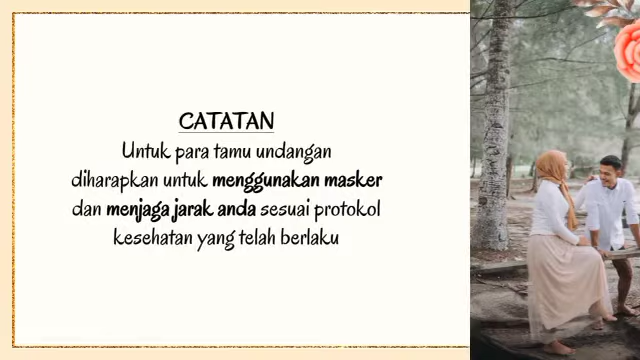 CATATAN
Untuk para tamu undangan
diharapkan untuk menggunakan masker
dan menjaga jarak anda sesuai protokol
kesehatan yang telah berlaku